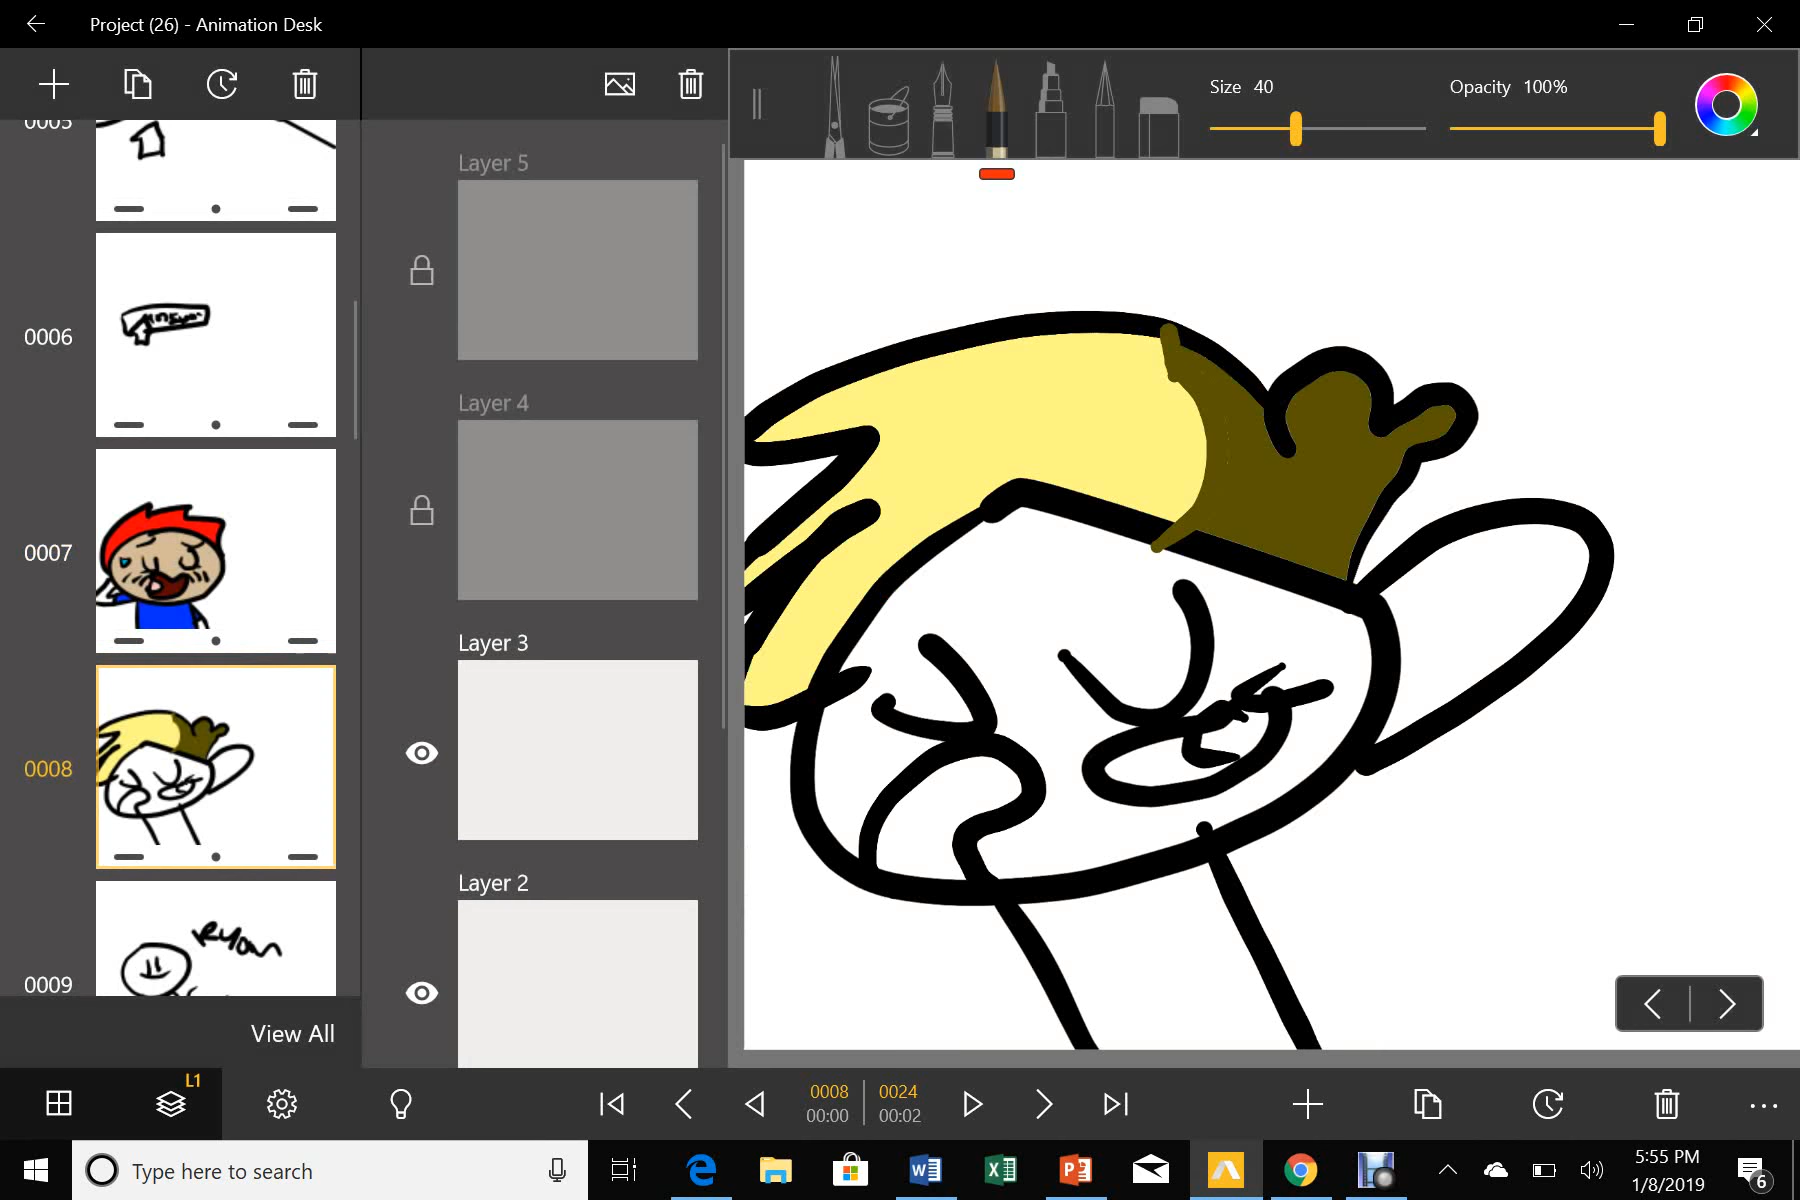 Project (26) - Animation Desk
Size 40
Opacity 100%
0005
Layer 5
0006
Layer 4
0007
Layer 3
0008
Layer 2
Ryan
0009
View All
L1
0008 0024
00:00 00:02
Type here to search
5:55 PM
1/8/2019
6